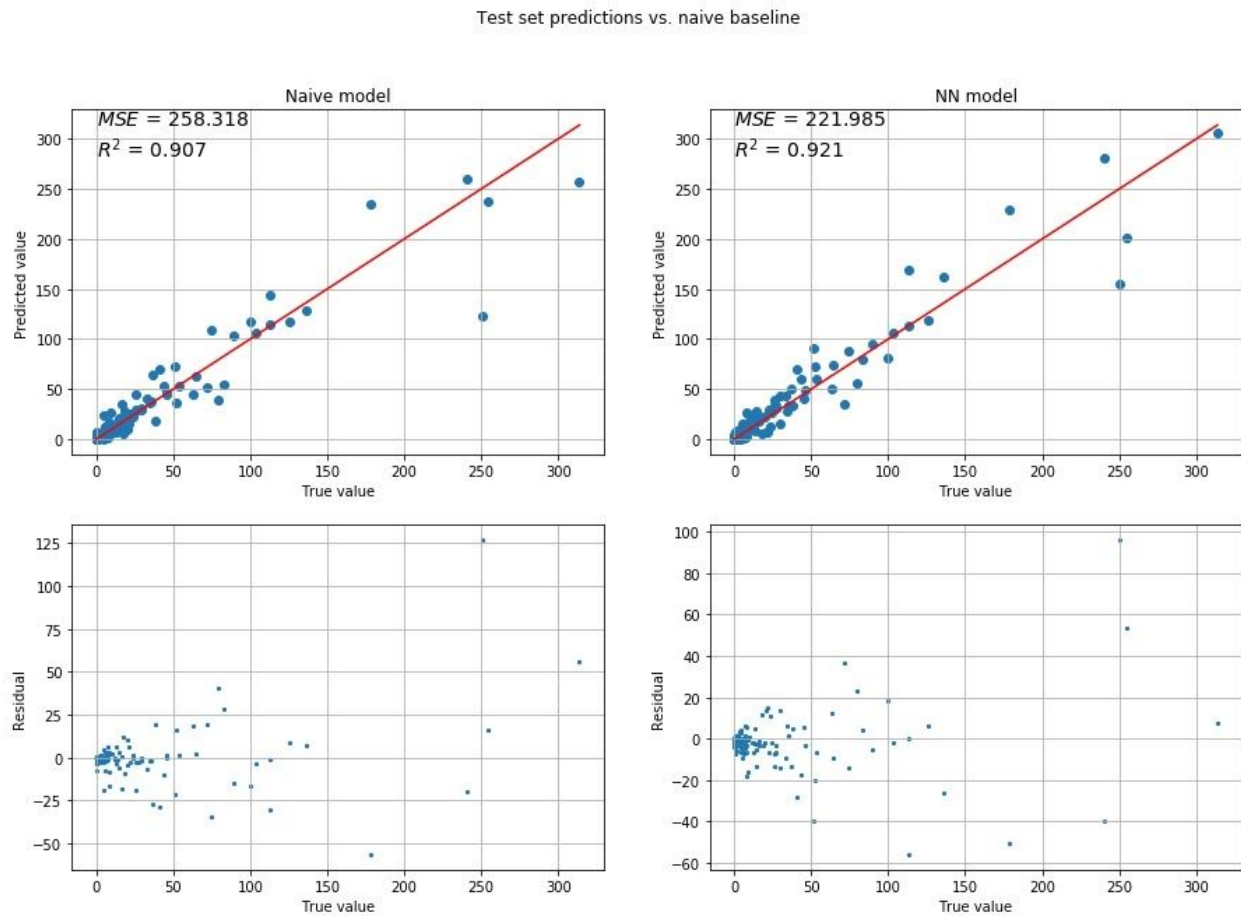 Test set predictions vs. naive baseline
Naive model
MSE = 258.318
R² = 0.907
300
250
200
150
100
50
0
Predicted value
0 50 100 150 200 250 300
True value
NN model
MSE = 221.985
R² = 0.921
300
250
200
150
100
50
0
Predicted value
0 50 100 150 200 250 300
True value
125
100
75
50
25
0
−25
−50
Residual
0 50 100 150 200 250 300
True value
100
80
60
40
20
0
−20
−40
−60
Residual
0 50 100 150 200 250 300
True value